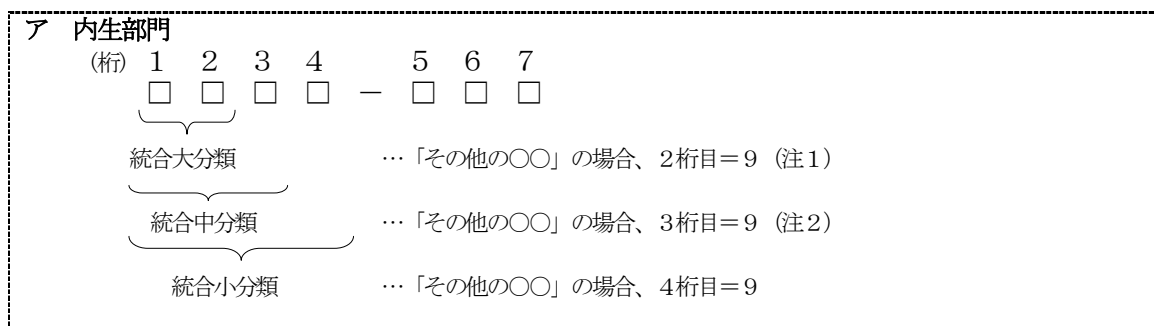 ア 内生部門
(桁) 1 2 3 4 5 6 7
□ □ □ □ － □ □ □
統合大分類 …「その他の○○」の場合、2桁目＝9（注1）
統合中分類 …「その他の○○」の場合、3桁目＝9（注2）
統合小分類 …「その他の○○」の場合、4桁目＝9